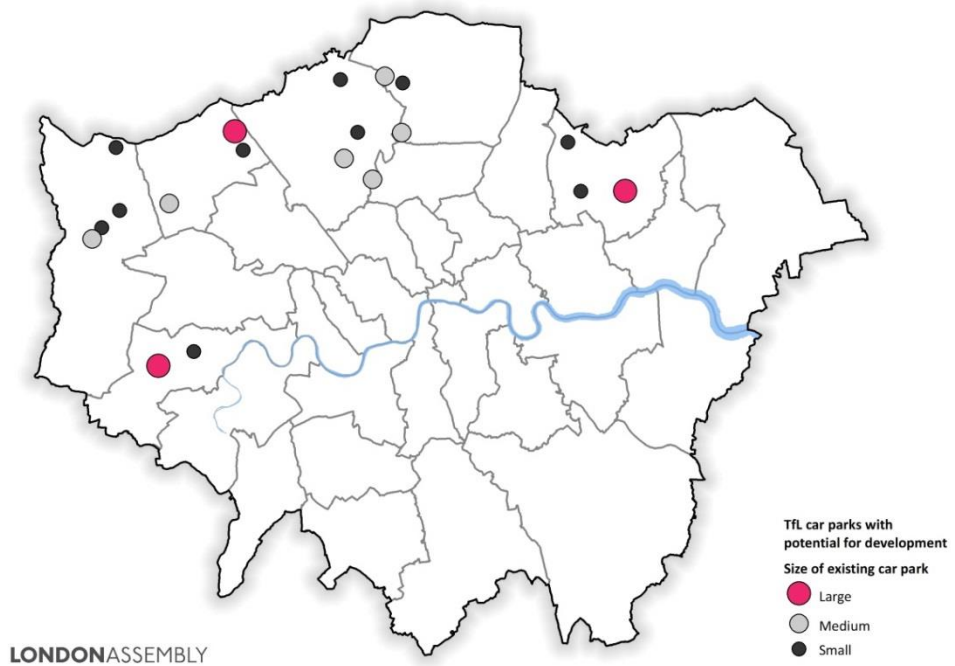 TfL car parks with
potential for development
Size of existing car park
Large
Medium
Small
LONDONASSEMBLY